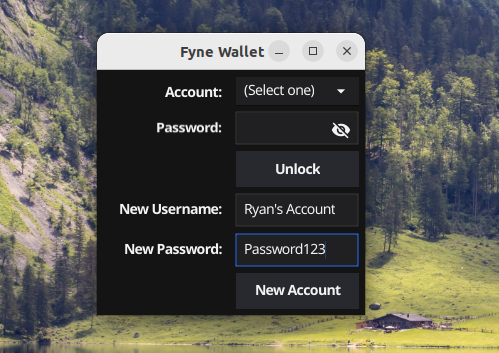 Fyne Wallet
Account: (Select one)
Password:
Unlock
New Username: Ryan's Account
New Password: Password123
New Account